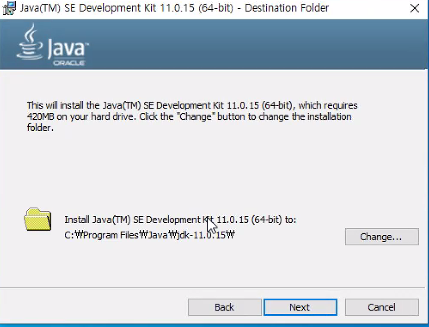 Java(TM) SE Development Kit 11.0.15 (64-bit) - Destination Folder
Java™
ORACLE
This will install the Java(TM) SE Development Kit 11.0.15 (64-bit), which requires
420MB on your hard drive. Click the "Change" button to change the installation
folder.
Install Java(TM) SE Development Kit 11.0.15 (64-bit) to:
C:₩Program Files₩Java₩jdk-11.0.15₩
Change...
Back
Next
Cancel